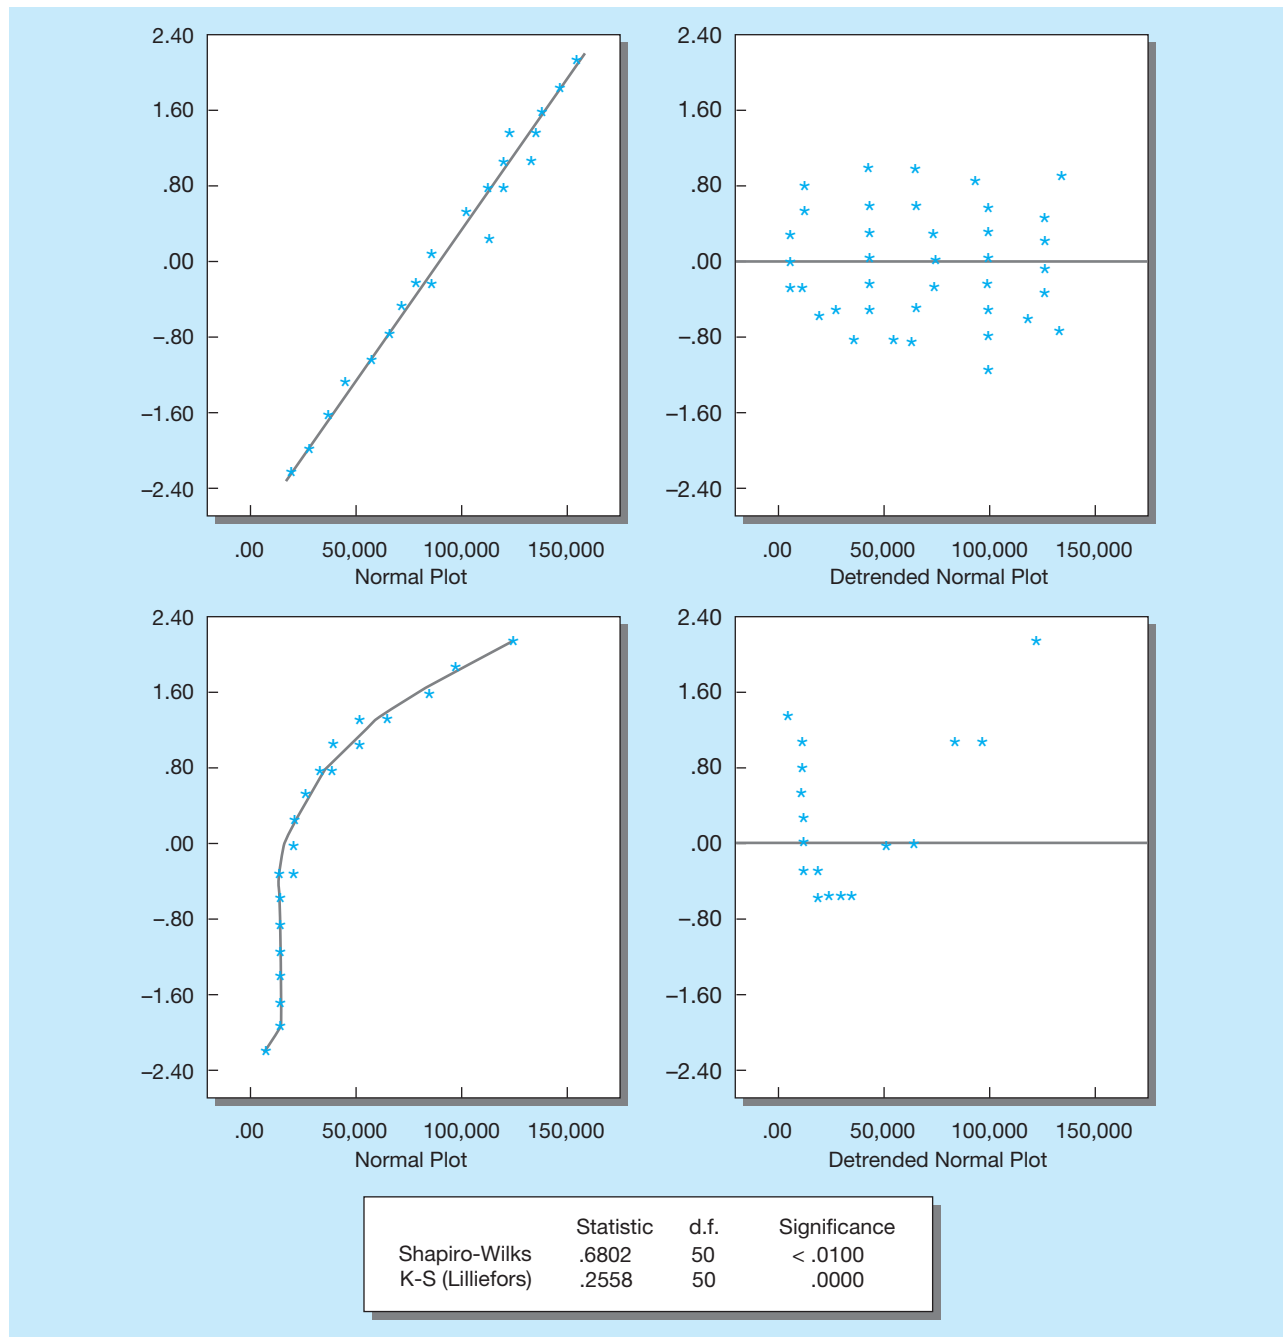 2.40
1.60
.80
.00
–.80
–1.60
–2.40
.00 50,000 100,000 150,000
Normal Plot
2.40
1.60
.80
.00
–.80
–1.60
–2.40
.00 50,000 100,000 150,000
Detrended Normal Plot
2.40
1.60
.80
.00
–.80
–1.60
–2.40
.00 50,000 100,000 150,000
Normal Plot
2.40
1.60
.80
.00
–.80
–1.60
–2.40
.00 50,000 100,000 150,000
Detrended Normal Plot
Statistic d.f. Significance
Shapiro-Wilks .6802 50 < .0100
K-S (Lilliefors) .2558 50 .0000